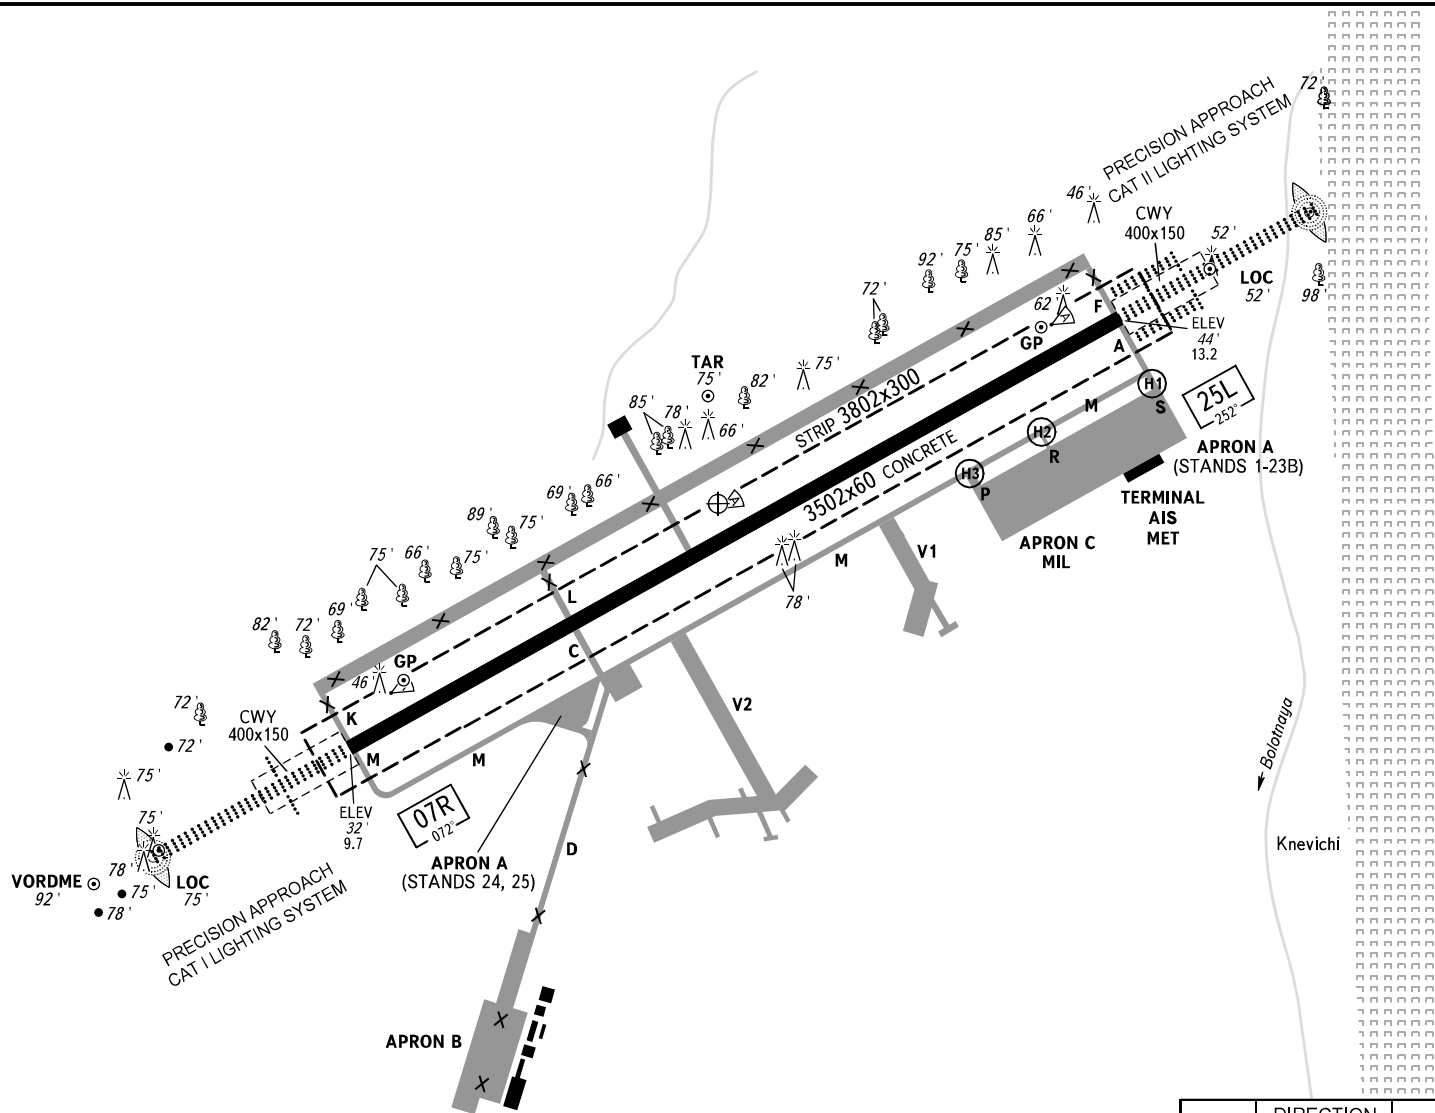 72'
PRECISION APPROACH
CAT II LIGHTING SYSTEM
46'
66'
85'
75'
92'
72'
CWY
400x150
52'
LOC
52'
98'
62'
GP
F
A
ELEV
44'
13.2
TAR
75'
82'
75'
85'
78'
66'
STRIP 3802x300
3502x60 CONCRETE
H1
S
M
H2
R
H3
P
25L
252°
APRON A
(STANDS 1-23B)
TERMINAL
AIS
MET
APRON C
MIL
69'
66'
89'
75'
75'
66'
75'
82'
72'
69'
L
C
M
V1
78'
46'
GP
K
M
M
V2
72'
72'
CWY
400x150
75'
75'
ELEV
32'
9.7
07R
072°
APRON A
(STANDS 24, 25)
D
VORDME
92'
78'
75'
78'
LOC
75'
PRECISION APPROACH
CAT I LIGHTING SYSTEM
Bolotnaya
Knevichi
APRON B
DIRECTION